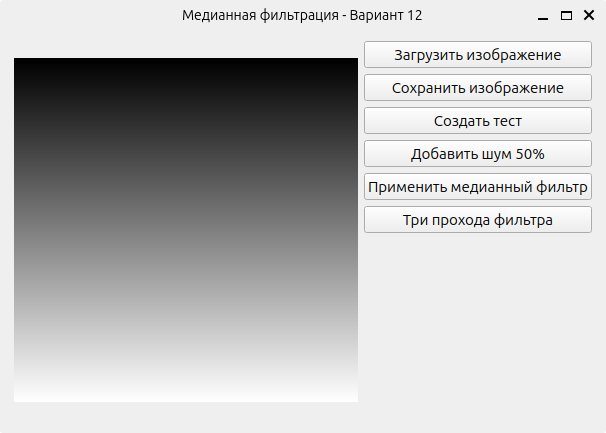 Медианная фильтрация - Вариант 12
Загрузить изображение
Сохранить изображение
Создать тест
Добавить шум 50%
Применить медианный фильтр
Три прохода фильтра